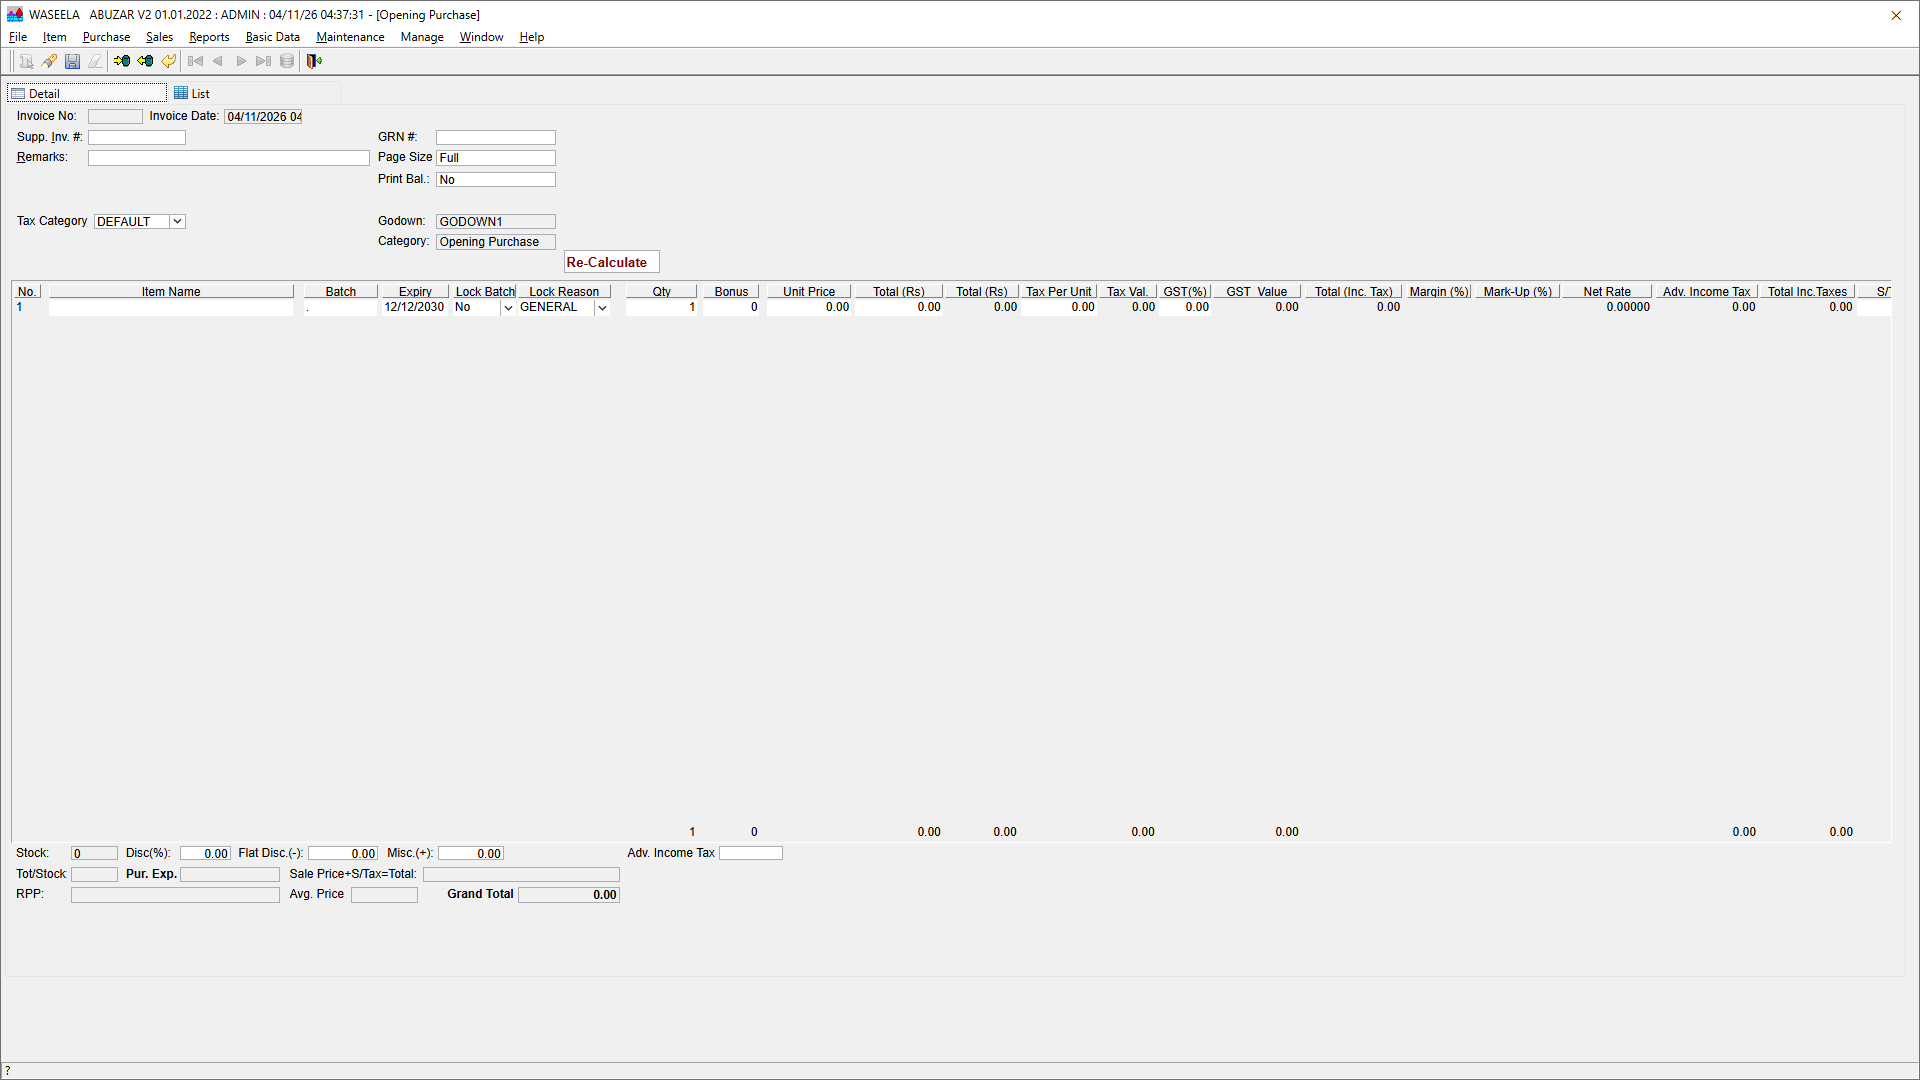 WASEELA ABUZAR V2 01.01.2022 : ADMIN : 04/11/26 04:37:31 - [Opening Purchase]
File Item Purchase Sales Reports Basic Data Maintenance Manage Window Help
Detail List
Invoice No: Invoice Date: 04/11/2026 04
Supp. Inv. #: GRN #:
Remarks: Page Size Full
Print Bal.: No
Tax Category DEFAULT Godown: GODOWN1
Category: Opening Purchase
Re-Calculate
No. Item Name Batch Expiry Lock Batch Lock Reason Qty Bonus Unit Price Total (Rs) Total (Rs) Tax Per Unit Tax Val. GST(%) GST Value Total (Inc. Tax) Margin (%) Mark-Up (%) Net Rate Adv. Income Tax Total Inc.Taxes S/T
1 . 12/12/2030 No GENERAL 1 0 0.00 0.00 0.00 0.00 0.00 0.00 0.00 0.00 0.00000 0.00 0.00
1 0 0.00 0.00 0.00 0.00 0.00 0.00
Stock: 0 Disc(%): 0.00 Flat Disc.(-): 0.00 Misc.(+): 0.00 Adv. Income Tax
Tot/Stock: Pur. Exp. Sale Price+S/Tax=Total:
RPP: Avg. Price Grand Total 0.00
?